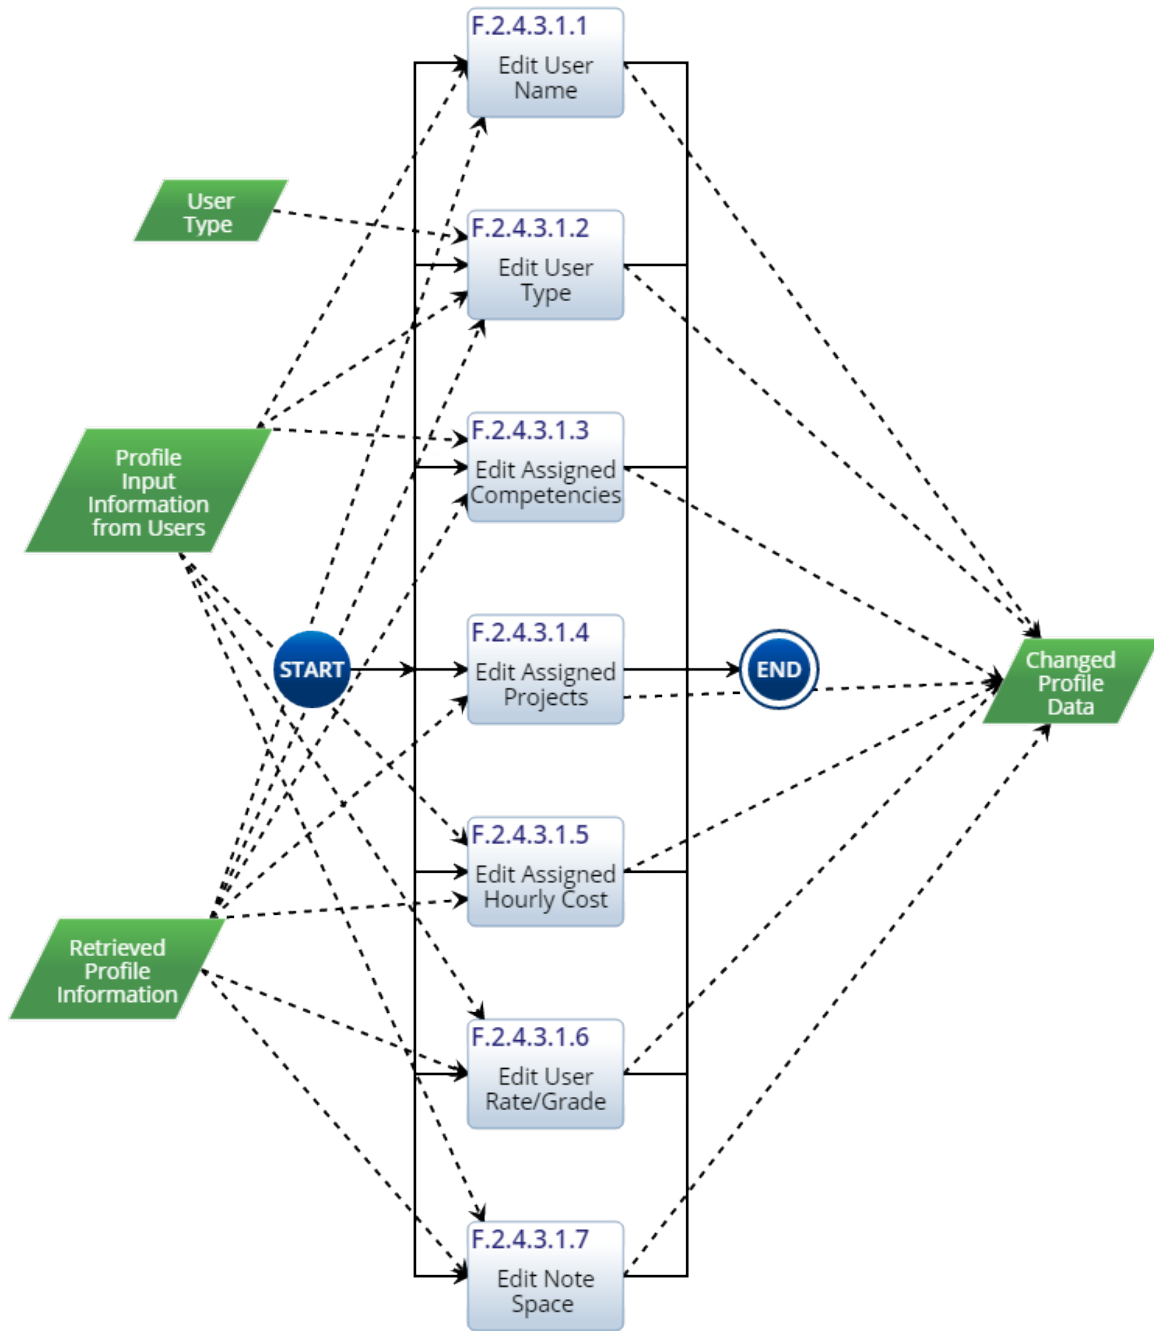 F.2.4.3.1.1
Edit User
Name
User
Type
F.2.4.3.1.2
Edit User
Type
Profile
Input
Information
from Users
F.2.4.3.1.3
Edit Assigned
Competencies
START
F.2.4.3.1.4
Edit Assigned
Projects
END
Changed
Profile
Data
F.2.4.3.1.5
Edit Assigned
Hourly Cost
Retrieved
Profile
Information
F.2.4.3.1.6
Edit User
Rate/Grade
F.2.4.3.1.7
Edit Note
Space